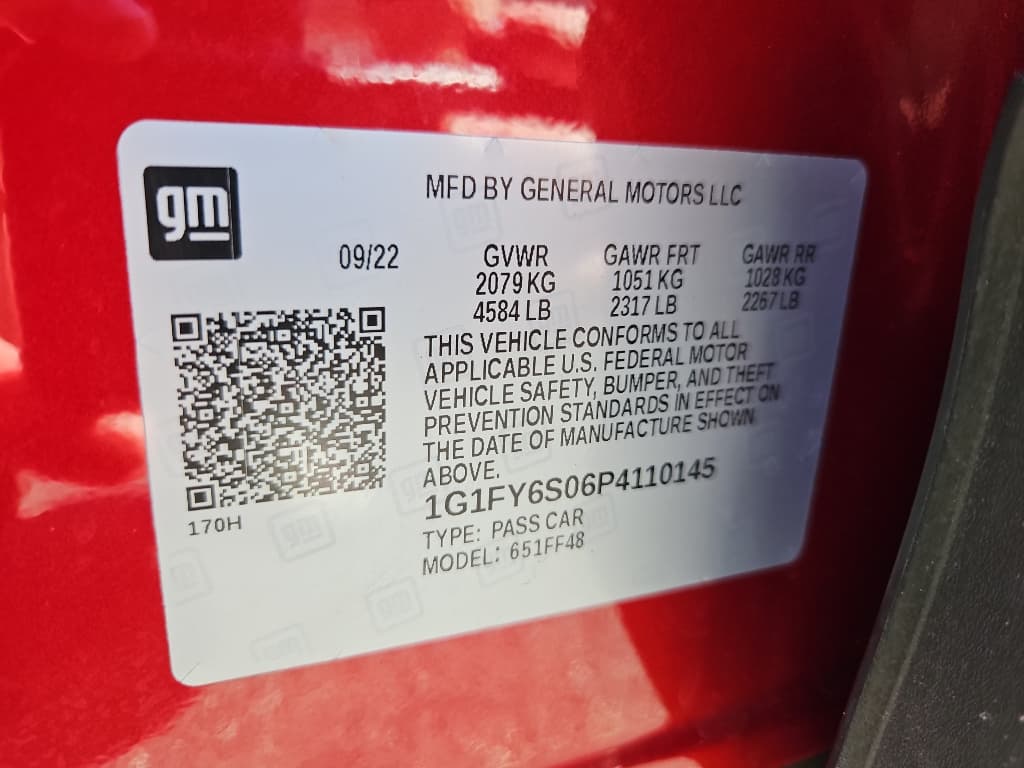 gm
MFD BY GENERAL MOTORS LLC
09/22
GVWR GAWR FRT GAWR RR
2079 KG 1051 KG 1028 KG
4584 LB 2317 LB 2267 LB
THIS VEHICLE CONFORMS TO ALL
APPLICABLE U.S. FEDERAL MOTOR
VEHICLE SAFETY, BUMPER, AND THEFT
PREVENTION STANDARDS IN EFFECT ON
THE DATE OF MANUFACTURE SHOWN
ABOVE.
1G1FY6S06P4110145
TYPE: PASS CAR
MODEL: 651FF48
170H